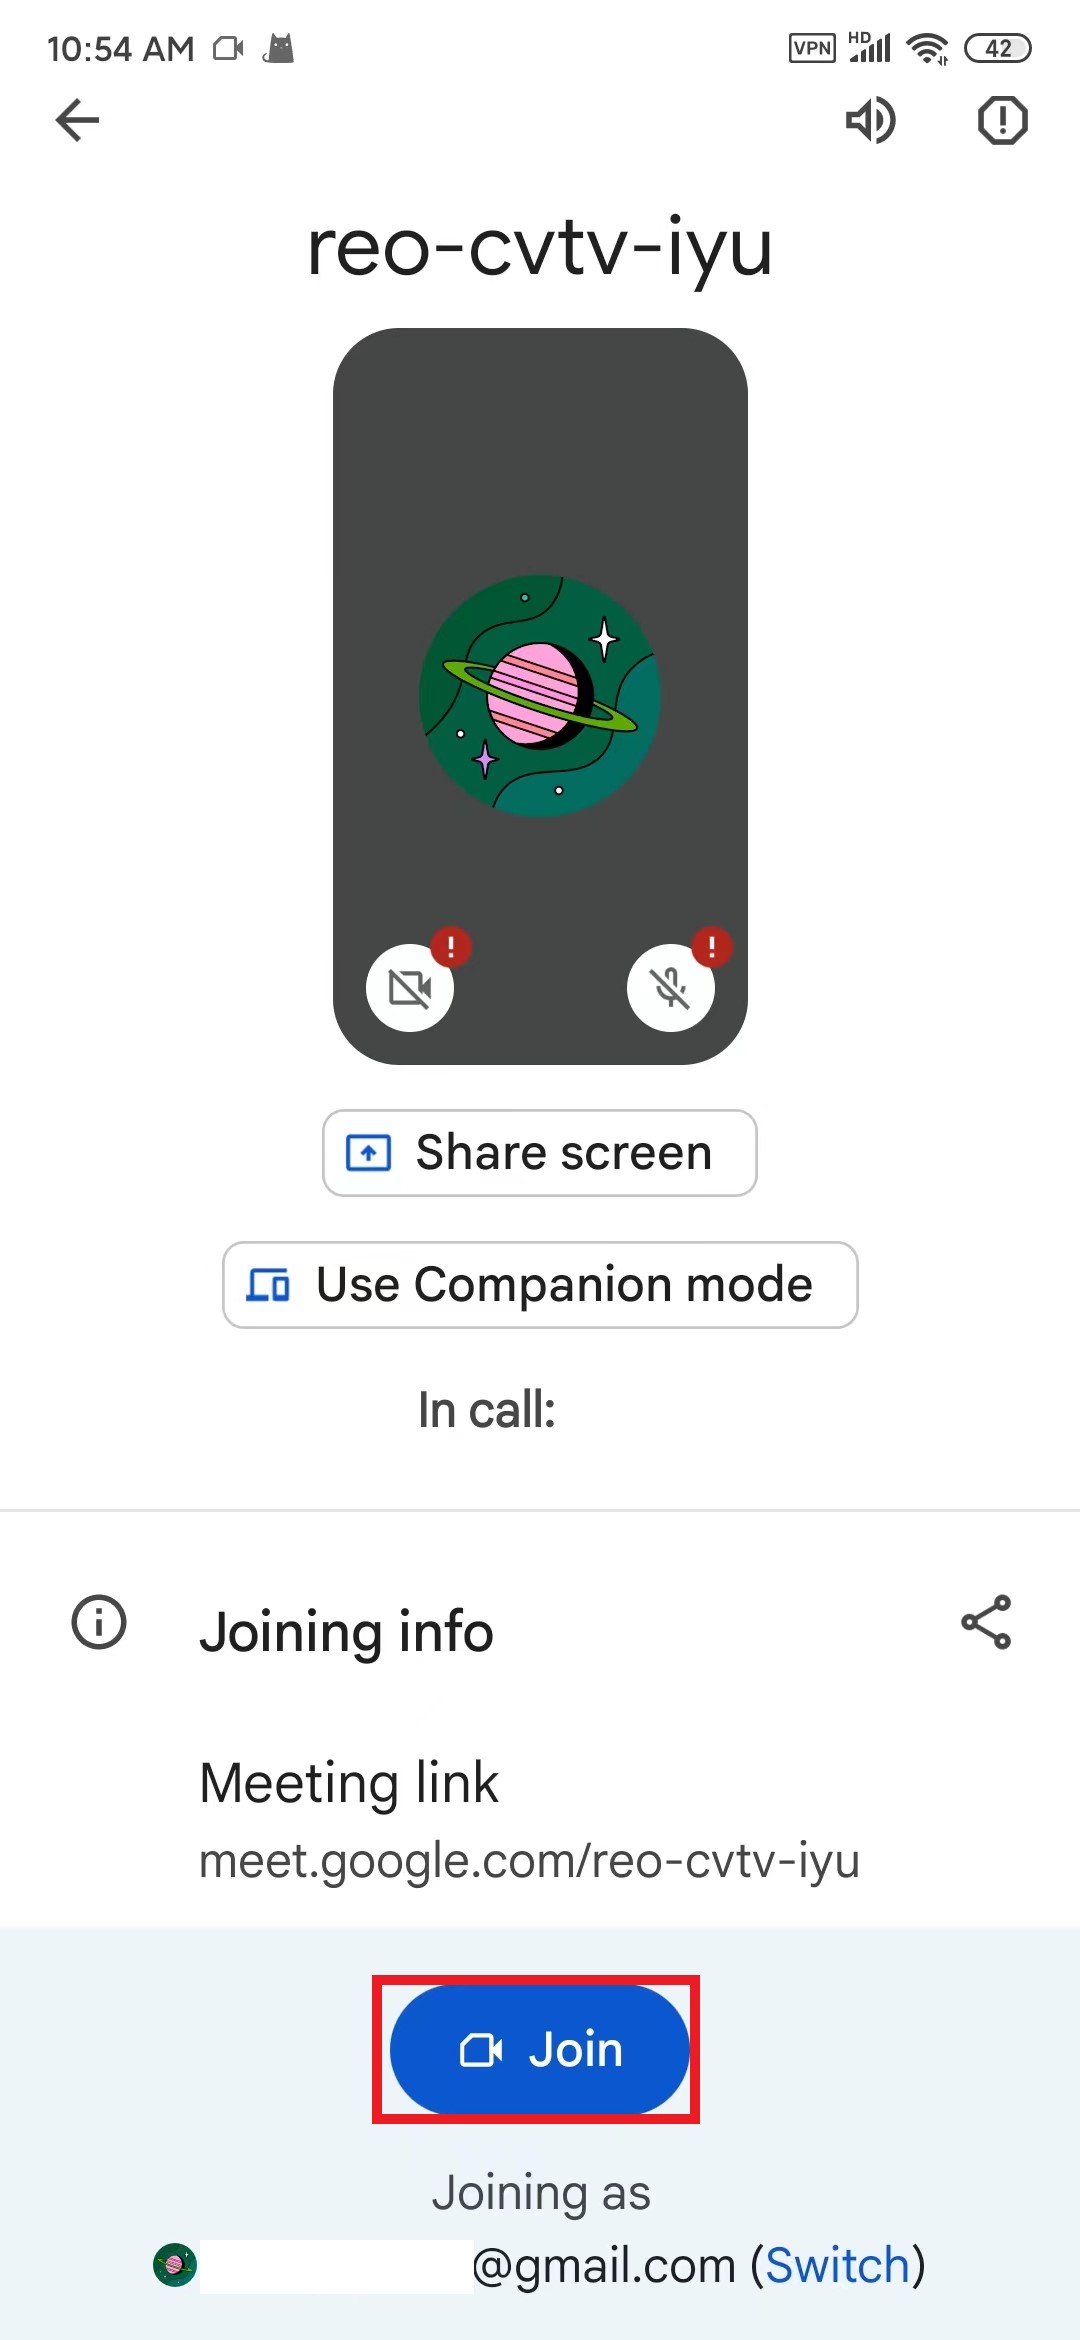 10:54 AM VPN HD 42
reo-cvtv-iyu
Share screen
Use Companion mode
In call:
Joining info
Meeting link
meet.google.com/reo-cvtv-iyu
Join
Joining as
@gmail.com (Switch)